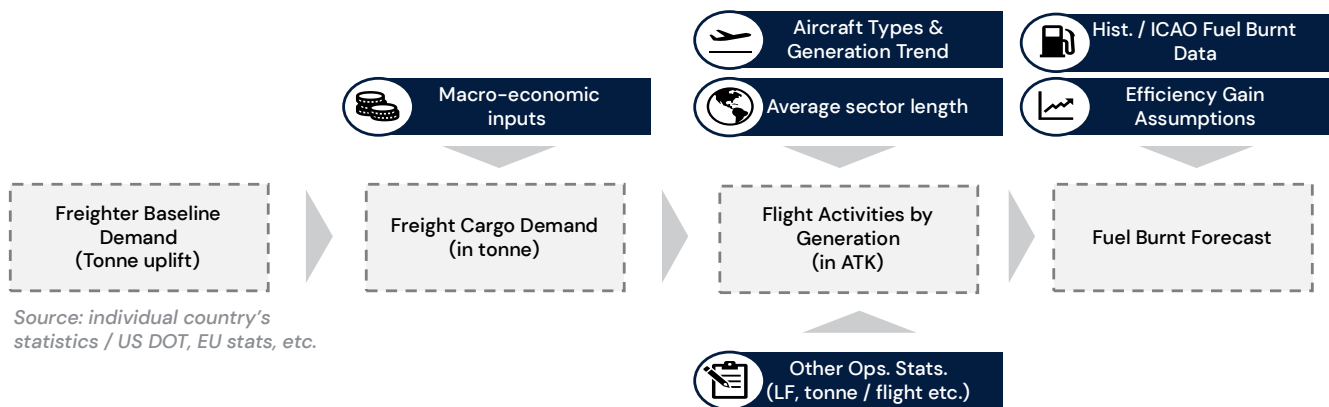 Aircraft Types &
Generation Trend
Hist. / ICAO Fuel Burnt
Data
Macro-economic
inputs
Average sector length
Efficiency Gain
Assumptions
Freighter Baseline
Demand
(Tonne uplift)
Freight Cargo Demand
(in tonne)
Flight Activities by
Generation
(in ATK)
Fuel Burnt Forecast
Source: individual country's
statistics / US DOT, EU stats, etc.
Other Ops. Stats.
(LF, tonne / flight etc.)